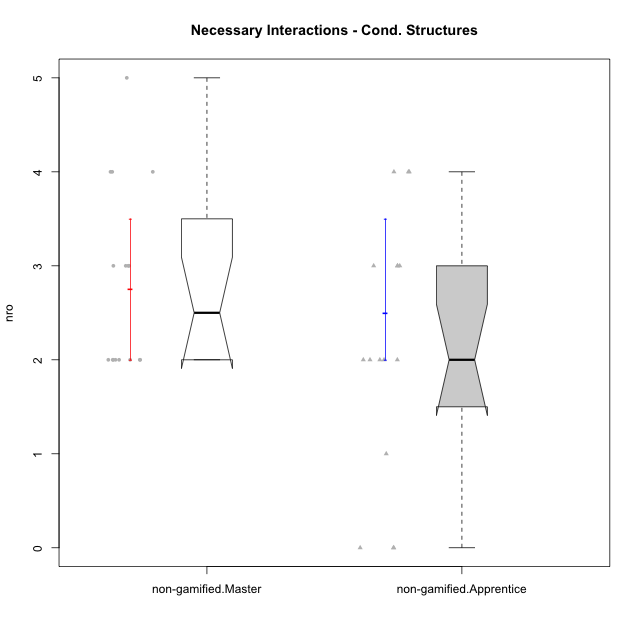 Necessary Interactions - Cond. Structures
nro
5
4
3
2
1
0
non-gamified.Master
non-gamified.Apprentice